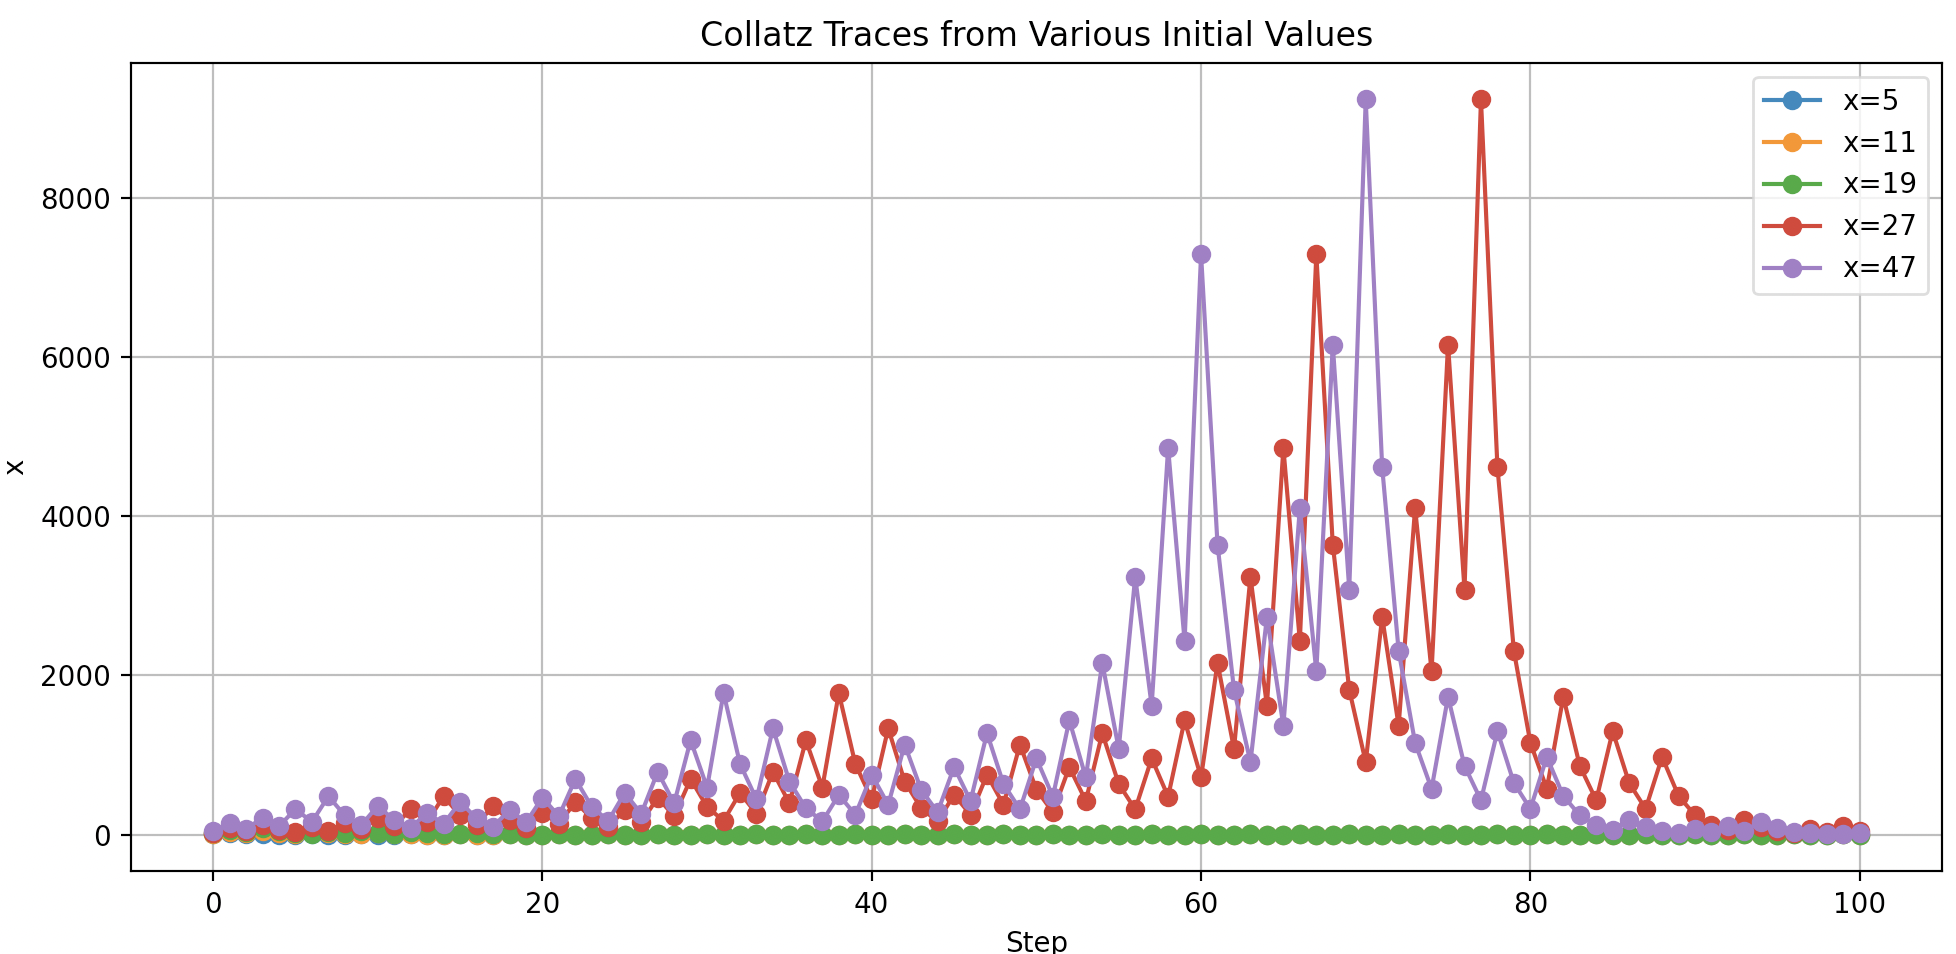 Collatz Traces from Various Initial Values
x=5
x=11
x=19
x=27
x=47
8000
6000
4000
2000
0
x
0 20 40 60 80 100
Step